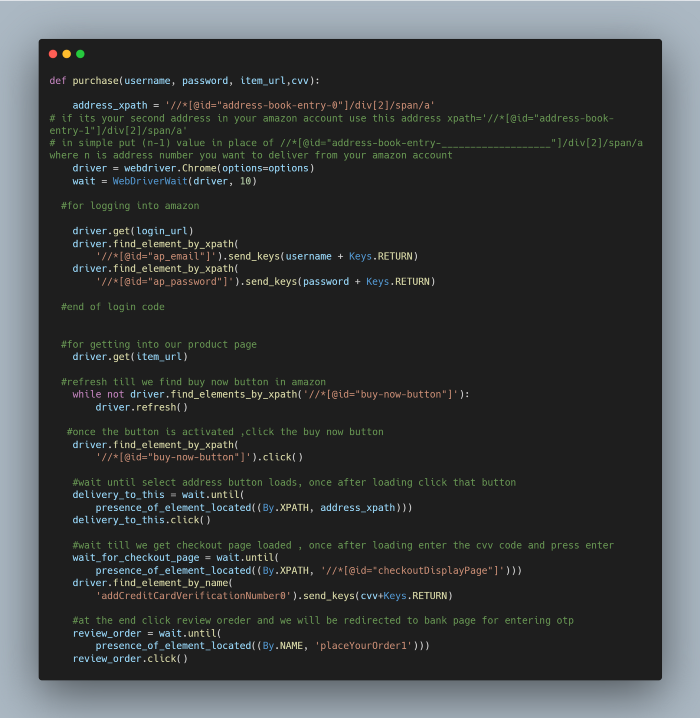 def purchase(username, password, item_url,cvv):
address_xpath = '//*[@id="address-book-entry-0"]/div[2]/span/a'
# if its your second address in your amazon account use this address xpath='//*[@id="address-book-
entry-1"]/div[2]/span/a'
# in simple put (n-1) value in place of //*[@id="address-book-entry-___________________"]/div[2]/span/a
where n is address number you want to deliver from your amazon account
driver = webdriver.Chrome(options=options)
wait = WebDriverWait(driver, 10)
#for logging into amazon
driver.get(login_url)
driver.find_element_by_xpath(
'//*[@id="ap_email"]').send_keys(username + Keys.RETURN)
driver.find_element_by_xpath(
'//*[@id="ap_password"]').send_keys(password + Keys.RETURN)
#end of login code
#for getting into our product page
driver.get(item_url)
#refresh till we find buy now button in amazon
while not driver.find_elements_by_xpath('//*[@id="buy-now-button"]'):
driver.refresh()
#once the button is activated ,click the buy now button
driver.find_element_by_xpath(
'//*[@id="buy-now-button"]').click()
#wait until select address button loads, once after loading click that button
delivery_to_this = wait.until(
presence_of_element_located((By.XPATH, address_xpath)))
delivery_to_this.click()
#wait till we get checkout page loaded , once after loading enter the cvv code and press enter
wait_for_checkout_page = wait.until(
presence_of_element_located((By.XPATH, '//*[@id="checkoutDisplayPage"]')))
driver.find_element_by_name(
'addCreditCardVerificationNumber0').send_keys(cvv+Keys.RETURN)
#at the end click review oreder and we will be redirected to bank page for entering otp
review_order = wait.until(
presence_of_element_located((By.NAME, 'placeYourOrder1')))
review_order.click()